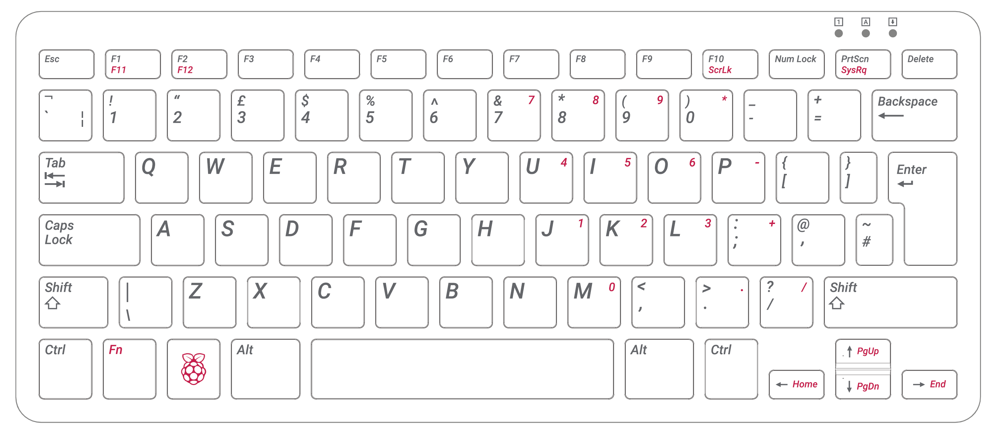 1 A
Esc F1 F2 F3 F4 F5 F6 F7 F8 F9 F10 Num Lock PrtScn Delete
F11 F12 ScrLk SysRq
¬ ! “ £ $ % ^ & 7 * 8 ( 9 ) * _ + Backspace
` ¦ 1 2 3 4 5 6 7 8 9 0 - =
Tab Q W E R T Y U 4 I 5 O 6 P - { } Enter
[ ]
Caps A S D F G H J 1 K 2 L 3 : + @ ~
Lock ; ' #
Shift | Z X C V B N M 0 < > . ? / Shift
\ , . /
Ctrl Fn Alt Alt Ctrl ↑ PgUp
← Home ↓ PgDn → End